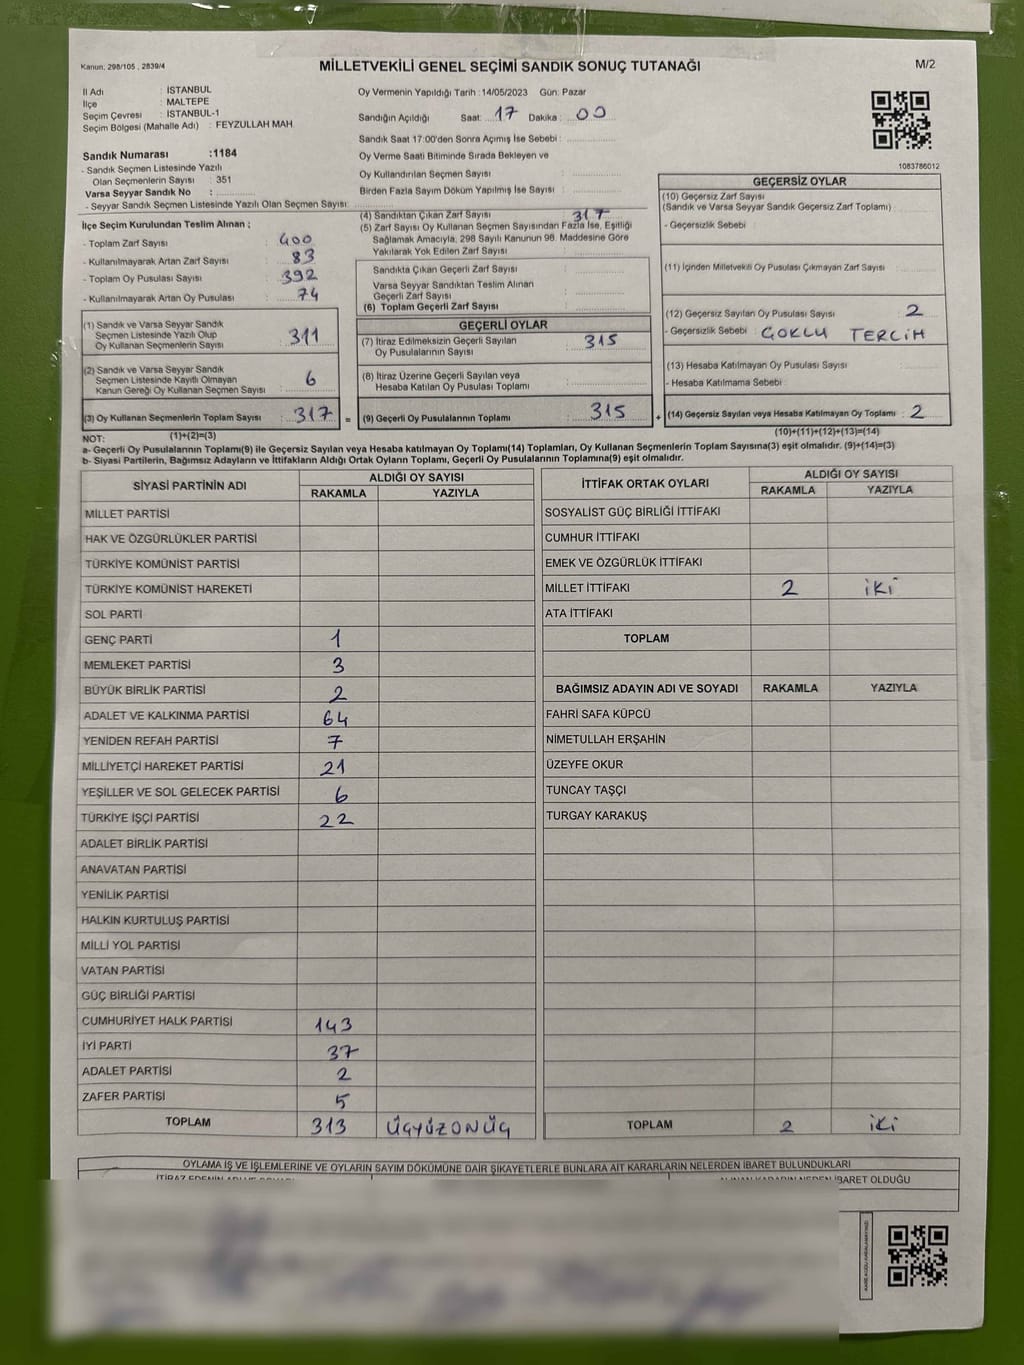 Kanun: 298/105 , 2839/4
MİLLETVEKİLİ GENEL SEÇİMİ SANDIK SONUÇ TUTANAĞI
M/2
İl Adı : İSTANBUL
İlçe : MALTEPE
Seçim Çevresi : İSTANBUL-1
Seçim Bölgesi (Mahalle Adı) : FEYZULLAH MAH.
Oy Vermenin Yapıldığı Tarih : 14/05/2023 Gün: Pazar
Sandığın Açıldığı Saat: 17 Dakika : 00
Sandık Saat 17:00'den Sonra Açımış İse Sebebi :
Oy Verme Saati Bitiminde Sırada Bekleyen ve
Oy Kullandırılan Seçmen Sayısı :
Birden Fazla Sayım Döküm Yapılmış İse Sayısı :
1083786012
Sandık Numarası :1184
- Sandık Seçmen Listesinde Yazılı
Olan Seçmenlerin Sayısı : 351
Varsa Seyyar Sandık No :
- Seyyar Sandık Seçmen Listesinde Yazılı Olan Seçmen Sayısı:
İlçe Seçim Kurulundan Teslim Alınan ;
- Toplam Zarf Sayısı : 400
- Kullanılmayarak Artan Zarf Sayısı : 83
- Toplam Oy Pusulası Sayısı : 392
- Kullanılmayarak Artan Oy Pusulası : 74
(1) Sandık ve Varsa Seyyar Sandık
Seçmen Listesinde Yazılı Olup
Oy Kullanan Seçmenlerin Sayısı : 311
(2) Sandık ve Varsa Seyyar Sandık
Seçmen Listesinde Kayıtlı Olmayan
Kanun Gereği Oy Kullanan Seçmen Sayısı : 6
(3) Oy Kullanan Seçmenlerin Toplam Sayısı : 317 =
(1)+(2)=(3)
(4) Sandıktan Çıkan Zarf Sayısı : 317
(5) Zarf Sayısı Oy Kullanan Seçmen Sayısından Fazla İse, Eşitliği
Sağlamak Amacıyla, 298 Sayılı Kanunun 98. Maddesine Göre
Yakılarak Yok Edilen Zarf Sayısı :
Sandıkta Çıkan Geçerli Zarf Sayısı :
Varsa Seyyar Sandıktan Teslim Alınan
Geçerli Zarf Sayısı :
(6) Toplam Geçerli Zarf Sayısı :
GEÇERLİ OYLAR
(7) İtiraz Edilmeksizin Geçerli Sayılan
Oy Pusulalarının Sayısı : 315
(8) İtiraz Üzerine Geçerli Sayılan veya
Hesaba Katılan Oy Pusulası Toplamı :
(9) Geçerli Oy Pusulalarının Toplamı : 315 +
GEÇERSİZ OYLAR
(10) Geçersiz Zarf Sayısı
(Sandık ve Varsa Seyyar Sandık Geçersiz Zarf Toplamı) :
- Geçersizlik Sebebi :
(11) İçinden Milletvekili Oy Pusulası Çıkmayan Zarf Sayısı :
(12) Geçersiz Sayılan Oy Pusulası Sayısı : 2
- Geçersizlik Sebebi : ÇOKLU TERCİH
(13) Hesaba Katılmayan Oy Pusulası Sayısı :
- Hesaba Katılmama Sebebi :
(14) Geçersiz Sayılan veya Hesaba Katılmayan Oy Toplamı : 2
(10)+(11)+(12)+(13)=(14)
NOT:
a- Geçerli Oy Pusulalarının Toplamı(9) ile Geçersiz Sayılan veya Hesaba katılmayan Oy Toplamı(14) Toplamları, Oy Kullanan Seçmenlerin Toplam Sayısına(3) eşit olmalıdır. (9)+(14)=(3)
b- Siyasi Partilerin, Bağımsız Adayların ve İttifakların Aldığı Ortak Oyların Toplamı, Geçerli Oy Pusulalarının Toplamına(9) eşit olmalıdır.
SİYASİ PARTİNİN ADI ALDIĞI OY SAYISI
RAKAMLA YAZIYLA
MİLLET PARTİSİ
HAK VE ÖZGÜRLÜKLER PARTİSİ
TÜRKİYE KOMÜNİST PARTİSİ
TÜRKİYE KOMÜNİST HAREKETİ
SOL PARTİ
GENÇ PARTİ 1
MEMLEKET PARTİSİ 3
BÜYÜK BİRLİK PARTİSİ 2
ADALET VE KALKINMA PARTİSİ 64
YENİDEN REFAH PARTİSİ 7
MİLLİYETÇİ HAREKET PARTİSİ 21
YEŞİLLER VE SOL GELECEK PARTİSİ 6
TÜRKİYE İŞÇİ PARTİSİ 22
ADALET BİRLİK PARTİSİ
ANAVATAN PARTİSİ
YENİLİK PARTİSİ
HALKIN KURTULUŞ PARTİSİ
MİLLİ YOL PARTİSİ
VATAN PARTİSİ
GÜÇ BİRLİĞİ PARTİSİ
CUMHURİYET HALK PARTİSİ 143
İYİ PARTİ 37
ADALET PARTİSİ 2
ZAFER PARTİSİ 5
TOPLAM 313 ÜÇYÜZONÜÇ
İTTİFAK ORTAK OYLARI ALDIĞI OY SAYISI
RAKAMLA YAZIYLA
SOSYALİST GÜÇ BİRLİĞİ İTTİFAKI
CUMHUR İTTİFAKI
EMEK VE ÖZGÜRLÜK İTTİFAKI
MİLLET İTTİFAKI 2 İKİ
ATA İTTİFAKI
TOPLAM
BAĞIMSIZ ADAYIN ADI VE SOYADI RAKAMLA YAZIYLA
FAHRİ SAFA KÜPCÜ
NİMETULLAH ERŞAHİN
ÜZEYFE OKUR
TUNCAY TAŞÇI
TURGAY KARAKUŞ
TOPLAM 2 İKİ
OYLAMA İŞ VE İŞLEMLERİNE VE OYLARIN SAYIM DÖKÜMÜNE DAİR ŞİKAYETLERLE BUNLARA AİT KARARLARIN NELERDEN İBARET BULUNDUKLARI
İBARET OLDUĞU